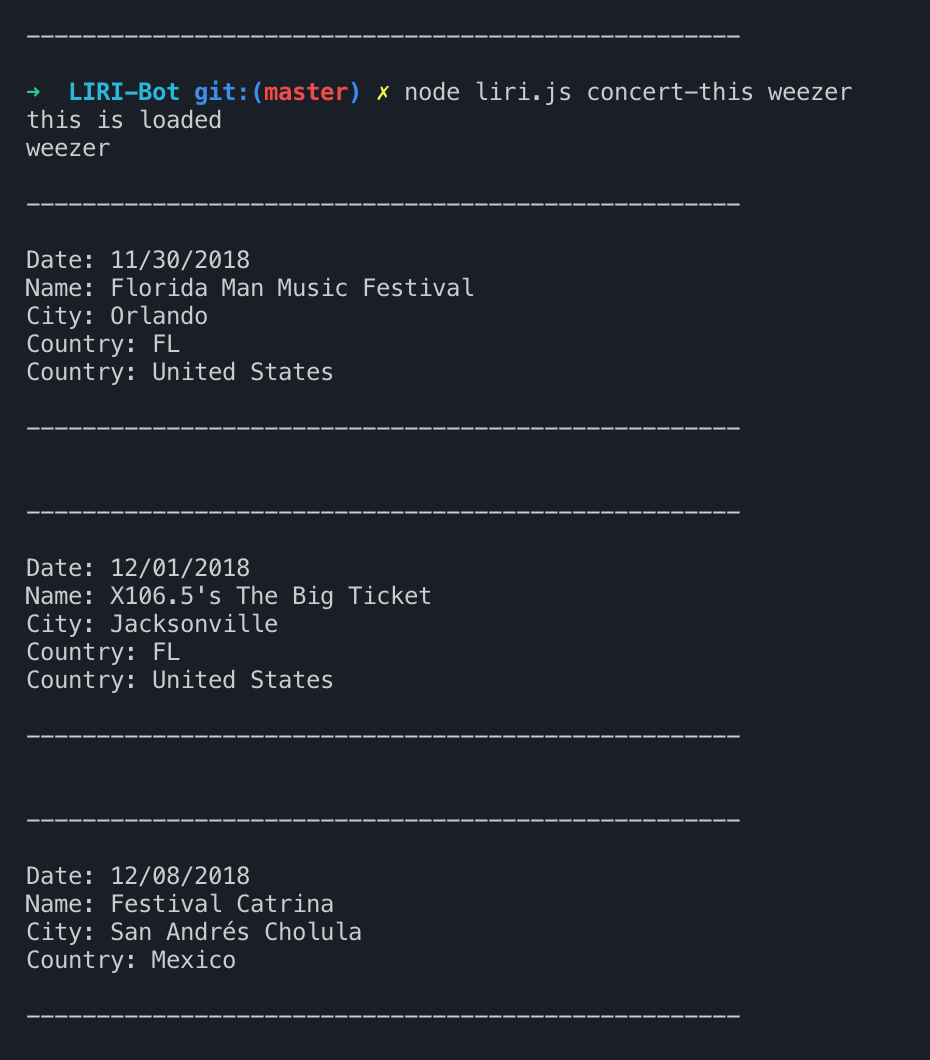 ---------------------------------------------------
➜  LIRI-Bot git:(master) ✗ node liri.js concert-this weezer
this is loaded
weezer
---------------------------------------------------
Date: 11/30/2018
Name: Florida Man Music Festival
City: Orlando
Country: FL
Country: United States
---------------------------------------------------
---------------------------------------------------
Date: 12/01/2018
Name: X106.5's The Big Ticket
City: Jacksonville
Country: FL
Country: United States
---------------------------------------------------
---------------------------------------------------
Date: 12/08/2018
Name: Festival Catrina
City: San Andrés Cholula
Country: Mexico
---------------------------------------------------